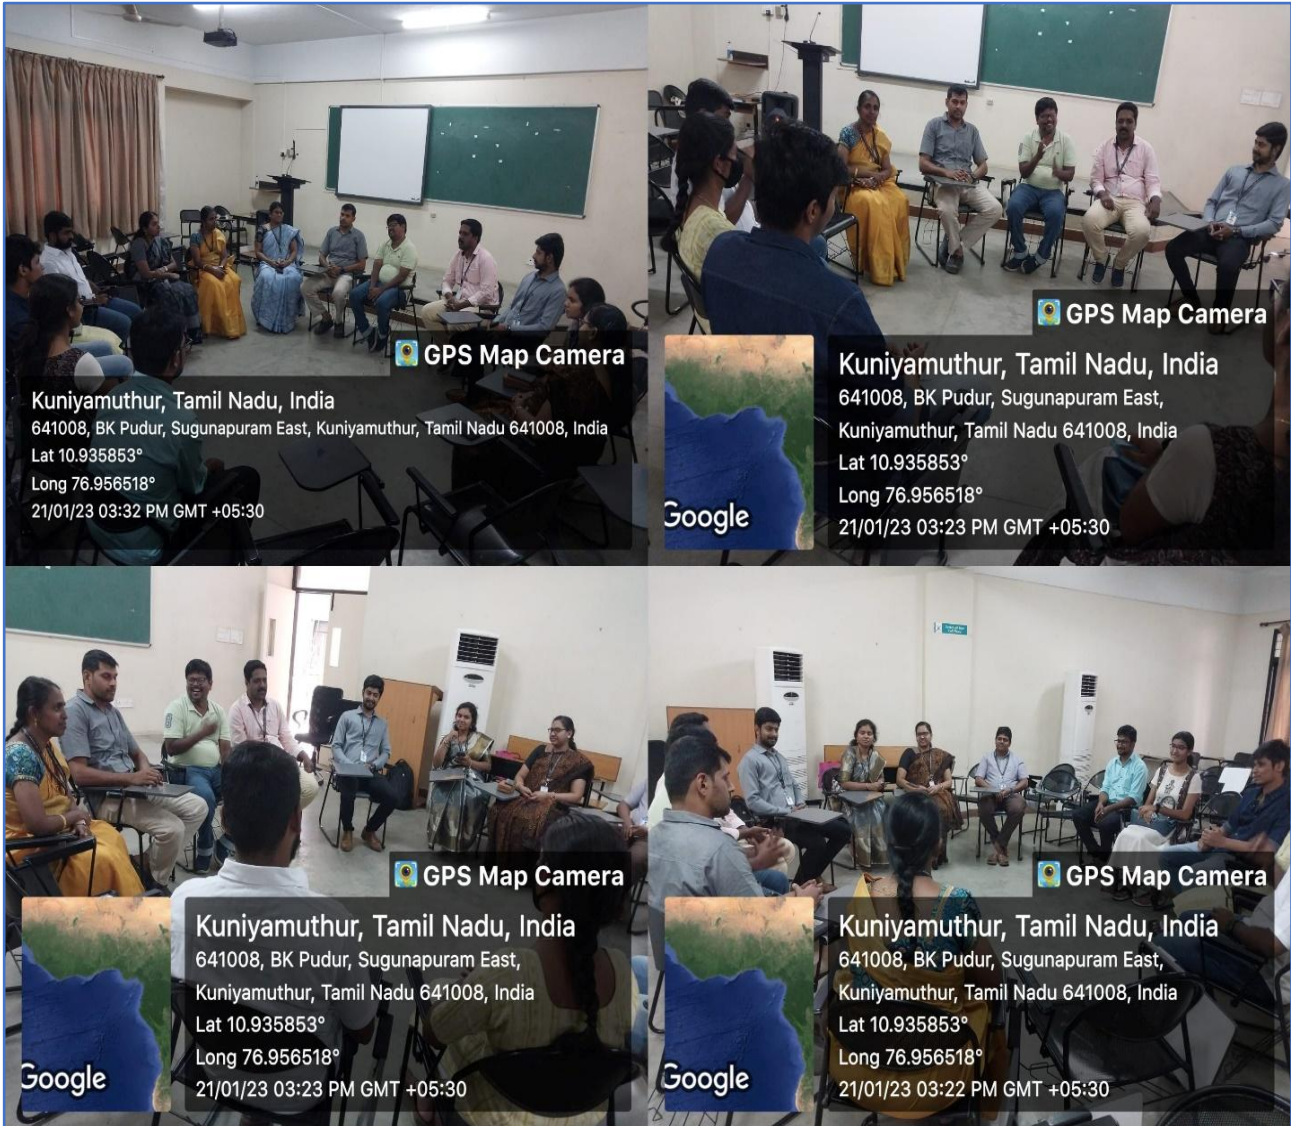 GPS Map Camera
Kuniyamuthur, Tamil Nadu, India
641008, BK Pudur, Sugunapuram East, Kuniyamuthur, Tamil Nadu 641008, India
Lat 10.935853°
Long 76.956518°
21/01/23 03:32 PM GMT +05:30
GPS Map Camera
Kuniyamuthur, Tamil Nadu, India
641008, BK Pudur, Sugunapuram East,
Kuniyamuthur, Tamil Nadu 641008, India
Lat 10.935853°
Long 76.956518°
21/01/23 03:23 PM GMT +05:30
Google
GPS Map Camera
Kuniyamuthur, Tamil Nadu, India
641008, BK Pudur, Sugunapuram East,
Kuniyamuthur, Tamil Nadu 641008, India
Lat 10.935853°
Long 76.956518°
21/01/23 03:23 PM GMT +05:30
Google
GPS Map Camera
Kuniyamuthur, Tamil Nadu, India
641008, BK Pudur, Sugunapuram East,
Kuniyamuthur, Tamil Nadu 641008, India
Lat 10.935853°
Long 76.956518°
21/01/23 03:22 PM GMT +05:30
Google